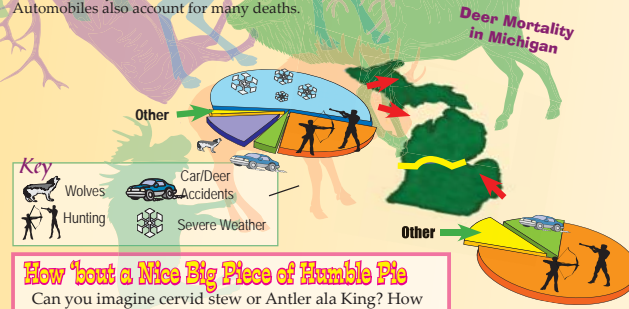 Automobiles also account for many deaths.
Deer Mortality
in Michigan
Other
Key
Wolves
Car/Deer
Accidents
Hunting
Severe Weather
Other
How 'bout a Nice Big Piece of Humble Pie
Can you imagine cervid stew or Antler ala King? How